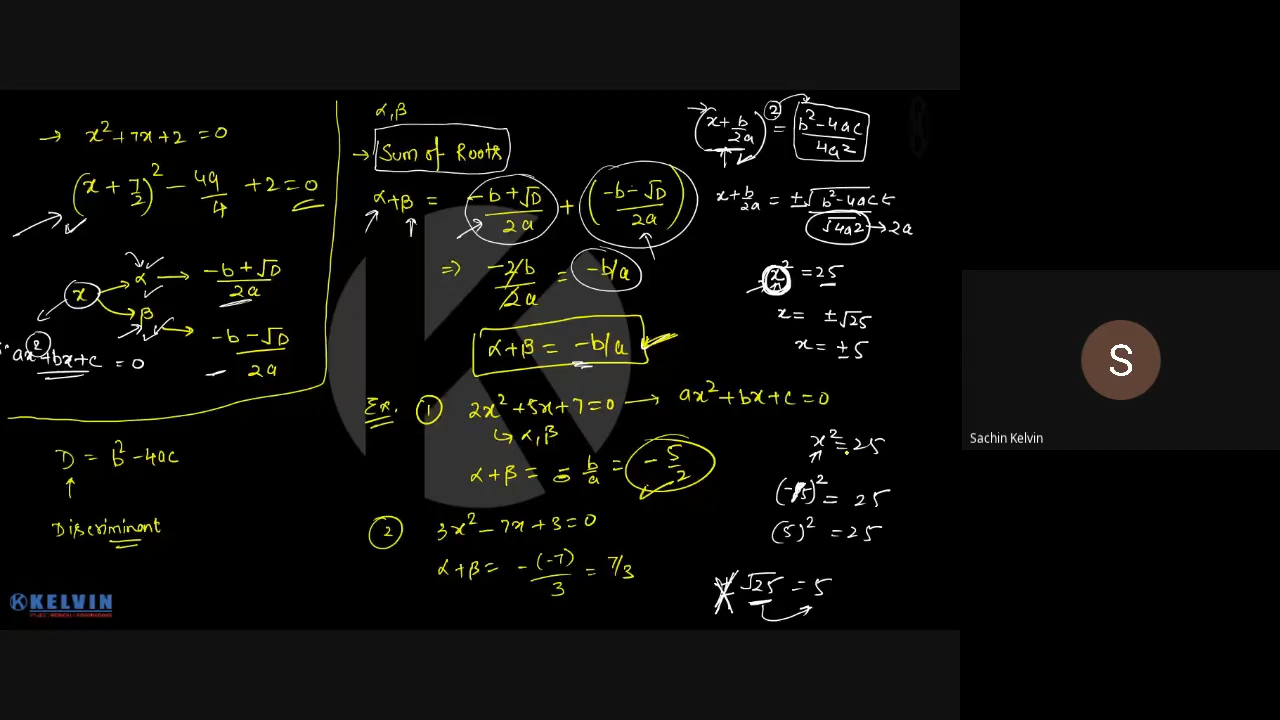 → x²+7x+2 =0
(x + 7/2)² − 49/4 +2 =0
x → α → −b+√D/2a
β → −b−√D/2a
ax²+bx+c =0
D = b²−4ac
↑
Discriminant
KELVIN
α,β
→ Sum of Roots
α+β = −b+√D/2a + (−b−√D/2a)
=> −2b/2a = −b/a
α+β = −b/a
Ex. ① 2x²+5x+7=0 → ax²+bx+c=0
↳ α,β
α+β = − b/a = − 5/2
② 3x²−7x+3=0
α+β = −(−7)/3 = 7/3
→ (x+b/2a)² = b²−4ac/4a²
x+b/2a = ±√b²−4ac/√4a² → 2a
x² =25
x= ±√25
x= ±5
x²=25
(−5)² = 25
(5)² =25
√25 = 5
S
Sachin Kelvin